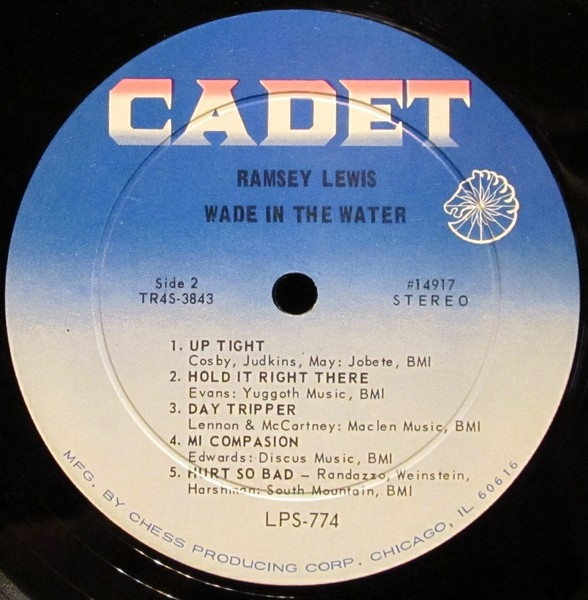 CADET
RAMSEY LEWIS
WADE IN THE WATER
Side 2
TR4S-3843
#14917
STEREO
1. UP TIGHT
Cosby, Judkins, May: Jobete, BMI
2. HOLD IT RIGHT THERE
Evans: Yuggoth Music, BMI
3. DAY TRIPPER
Lennon & McCartney: Maclen Music, BMI
4. MI COMPASION
Edwards: Discus Music, BMI
5. HURT SO BAD – Randazzo, Weinstein,
Harshman: South Mountain, BMI
LPS-774
MFG. BY CHESS PRODUCING CORP. CHICAGO, IL 60616